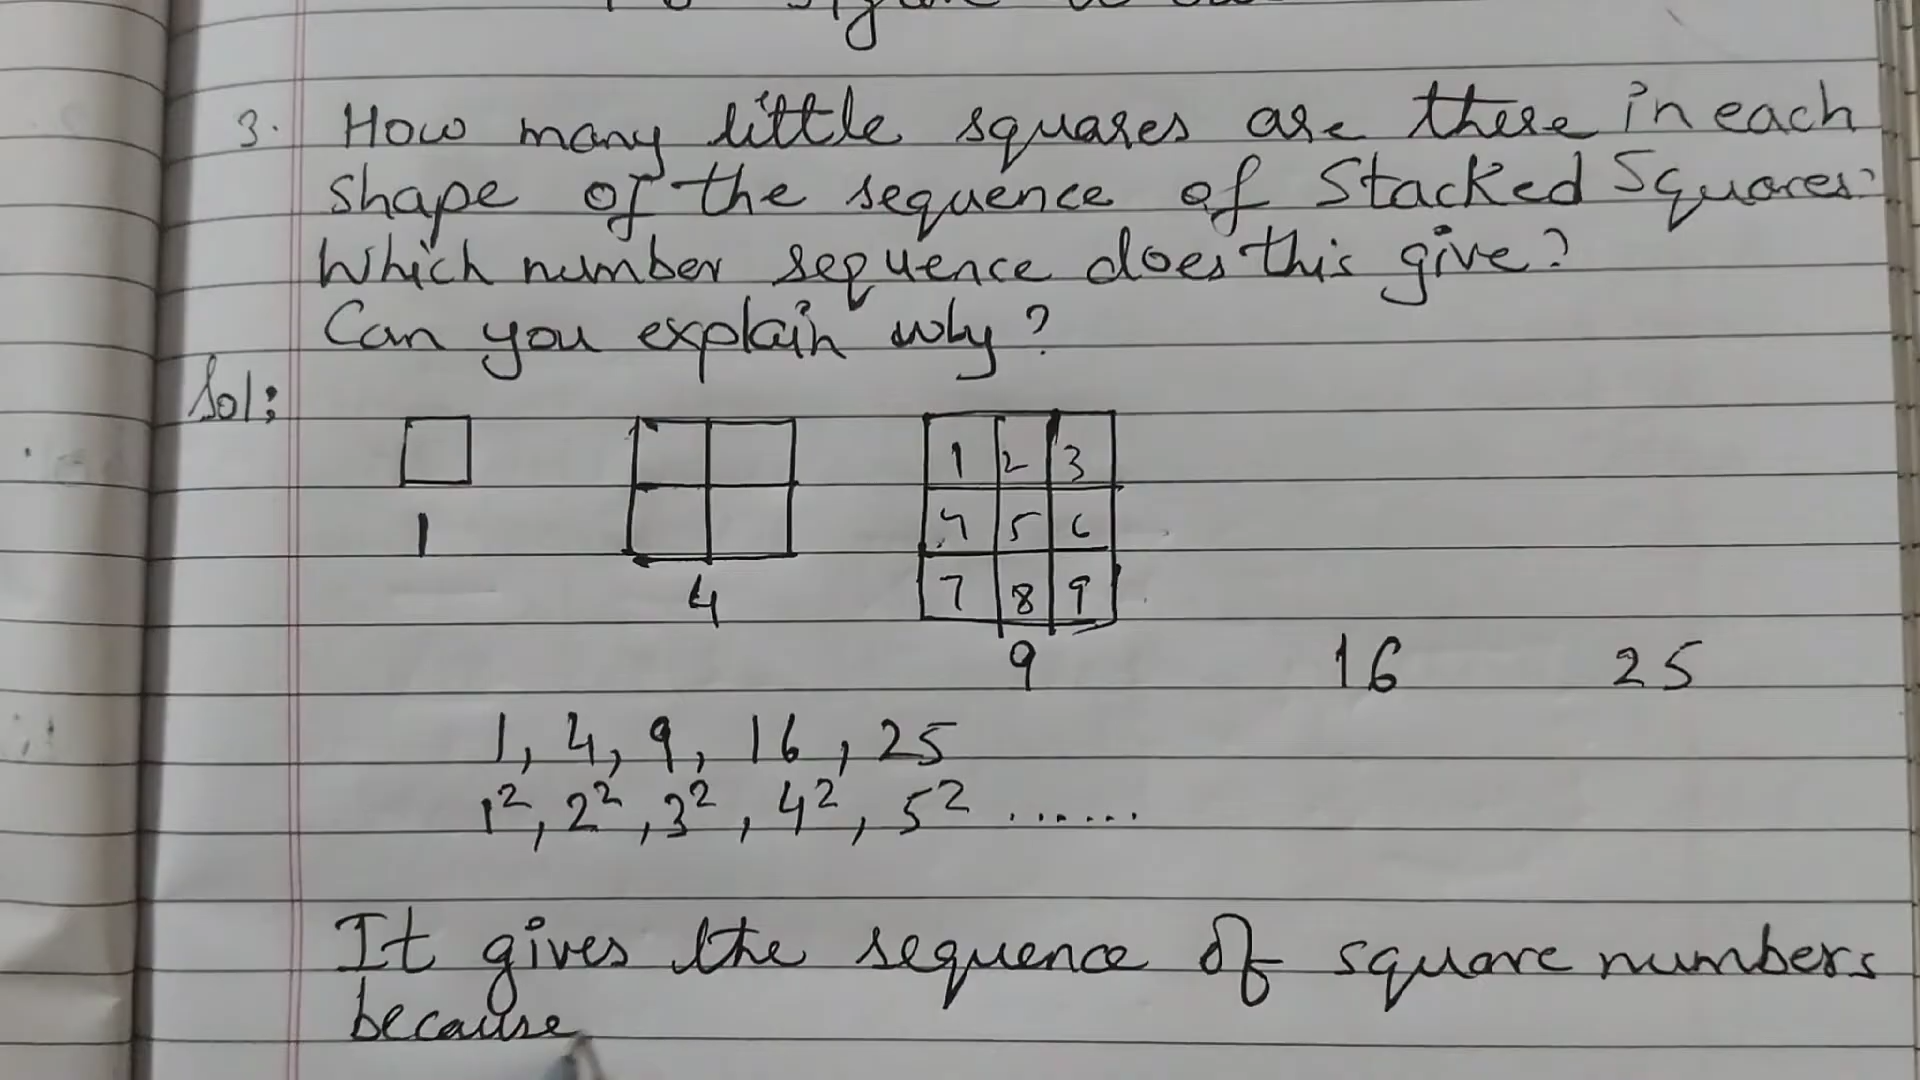 3. How many little squares are there in each
shape of the sequence of Stacked Squares?
Which number sequence does this give?
Can you explain why?
Sol:
1 2 3
4 5 6
7 8 9
1
4
9 16 25
1, 4, 9, 16, 25
1², 2², 3², 4², 5² ......
It gives the sequence of square numbers
because